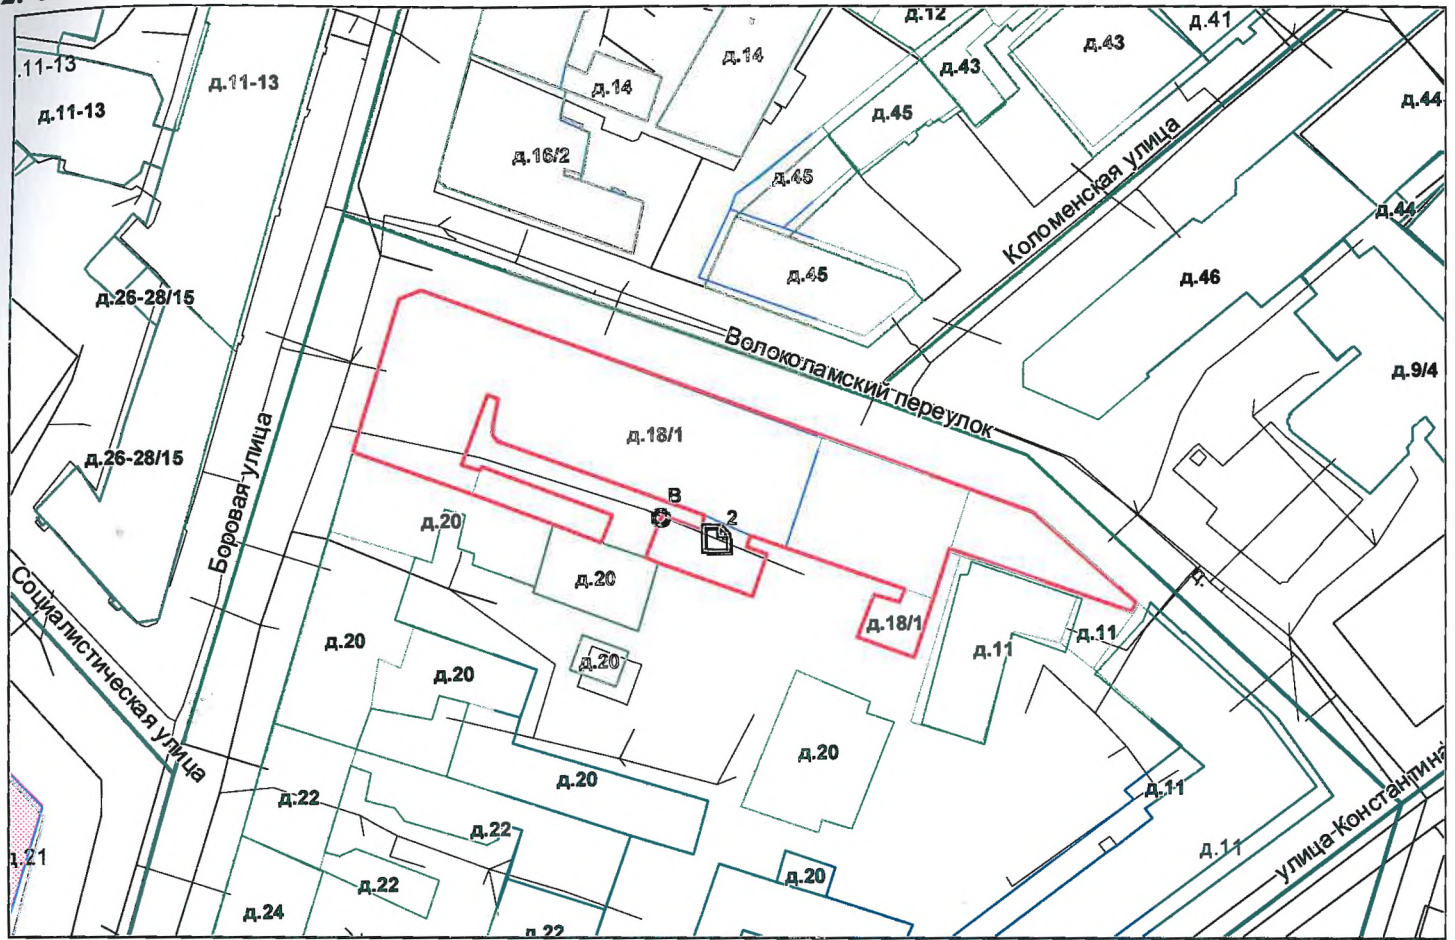 д.12
д.41
д.43
д.14
д.43
.11-13
д.11-13
д.14
д.44
д.11-13
д.45
д.16/2
д.45
Коломенская улица
д.44
д.45
д.46
д.26-28/15
Волоколамский переулок
д.9/4
д.18/1
д.26-28/15
Боровая улица
В
2
д.20
д.20
д.18/1
д.11
д.11
д.20
д.20
д.20
Социалистическая улица
д.20
д.20
д.11
д.22
д.22
д.11
улица Константина
д.21
д.22
д.20
д.24
д.22